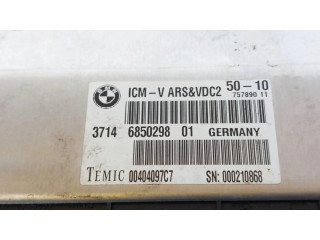 BMW
ICM-V ARS&VDC2 50-10
757890 11
3714 6850298 01 GERMANY
TEMIC 00404097C7 SN: 000210868